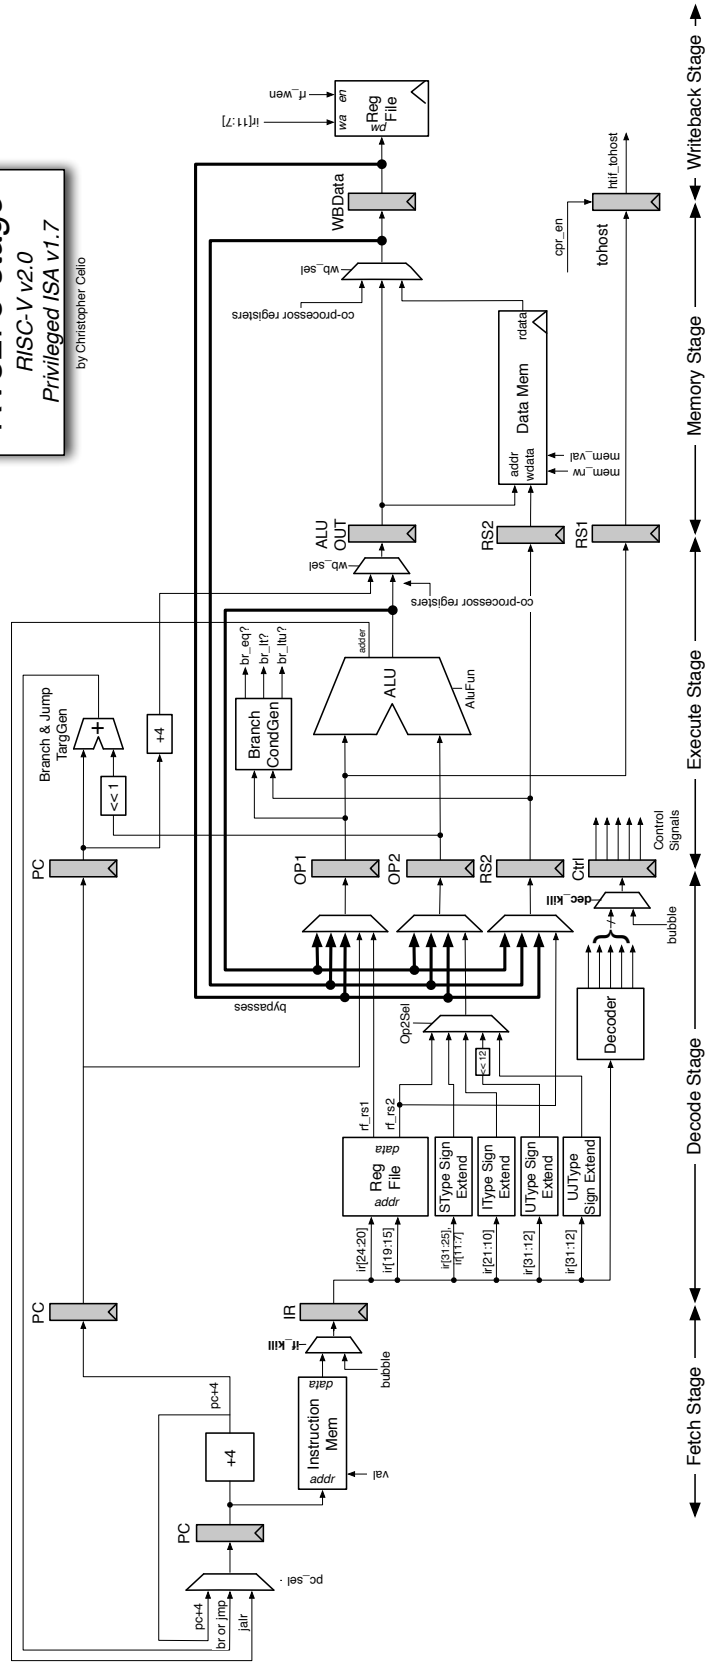 RISC-V v2.0
Privileged ISA v1.7
by Christopher Celio
pc_sel
pc+4
br or jmp
jalr
PC
+4
pc+4
val
addr
Instruction
Mem
data
bubble
if_kill
IR
PC
ir[24:20]
ir[19:15]
ir[31:25],
ir[11:7]
ir[21:10]
ir[31:12]
ir[31:12]
Reg
File
addr
data
SType Sign
Extend
IType Sign
Extend
UType Sign
Extend
UJType
Sign Extend
rf_rs1
rf_rs2
<< 12
Op2Sel
bypasses
Decoder
bubble
dec_kill
Ctrl
Control
Signals
OP1
OP2
RS2
PC
Branch & Jump
TargGen
+
<< 1
+4
Branch
CondGen
br_eq?
br_lt?
br_ltu?
ALU
AluFun
adder
co-processor registers
wb_sel
ALU
OUT
RS2
RS1
addr
wdata
Data Mem
rdata
mem_rw
mem_val
co-processor registers
wb_sel
WBData
cpr_en
tohost
htif_tohost
ir[11:7]
rf_wen
wa
en
Reg
File
wd
Fetch Stage
Decode Stage
Execute Stage
Memory Stage
Writeback Stage